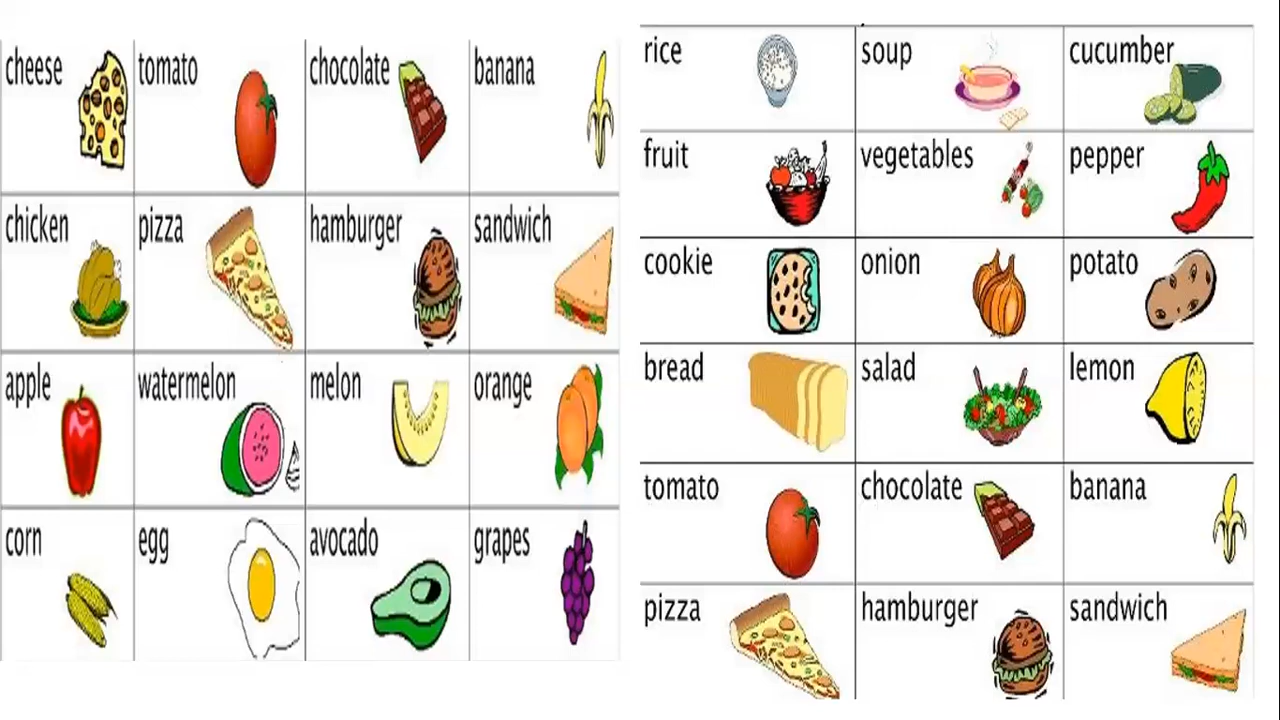 cheese tomato chocolate banana
chicken pizza hamburger sandwich
apple watermelon melon orange
corn egg avocado grapes
rice soup cucumber
fruit vegetables pepper
cookie onion potato
bread salad lemon
tomato chocolate banana
pizza hamburger sandwich